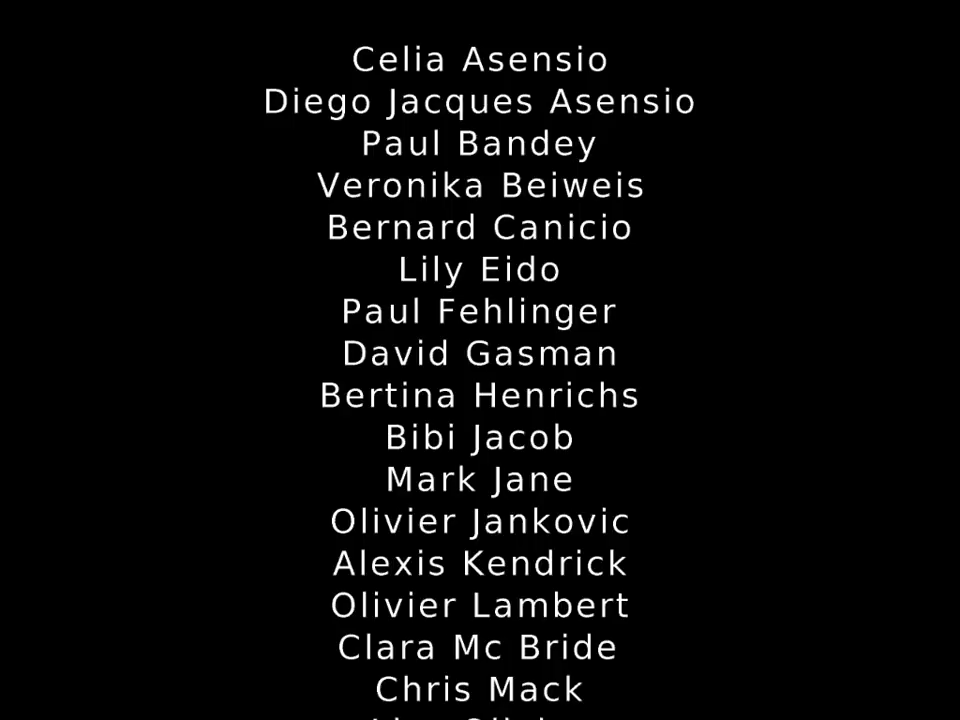 Celia Asensio
Diego Jacques Asensio
Paul Bandey
Veronika Beiweis
Bernard Canicio
Lily Eido
Paul Fehlinger
David Gasman
Bertina Henrichs
Bibi Jacob
Mark Jane
Olivier Jankovic
Alexis Kendrick
Olivier Lambert
Clara Mc Bride
Chris Mack